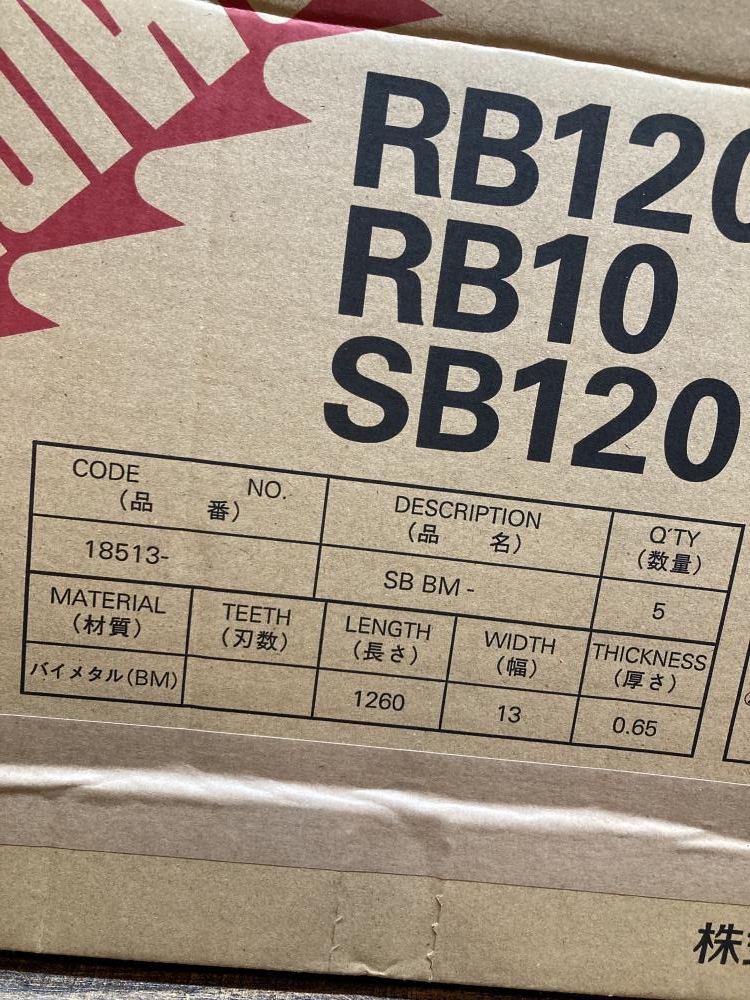 RB120
RB10
SB120
CODE NO.
(品 番)
DESCRIPTION
(品 名)
Q'TY
(数量)
18513-
SB BM -
5
MATERIAL
(材質)
TEETH
(刃数)
LENGTH
(長さ)
WIDTH
(幅)
THICKNESS
(厚さ)
バイメタル(BM)
1260
13
0.65
株